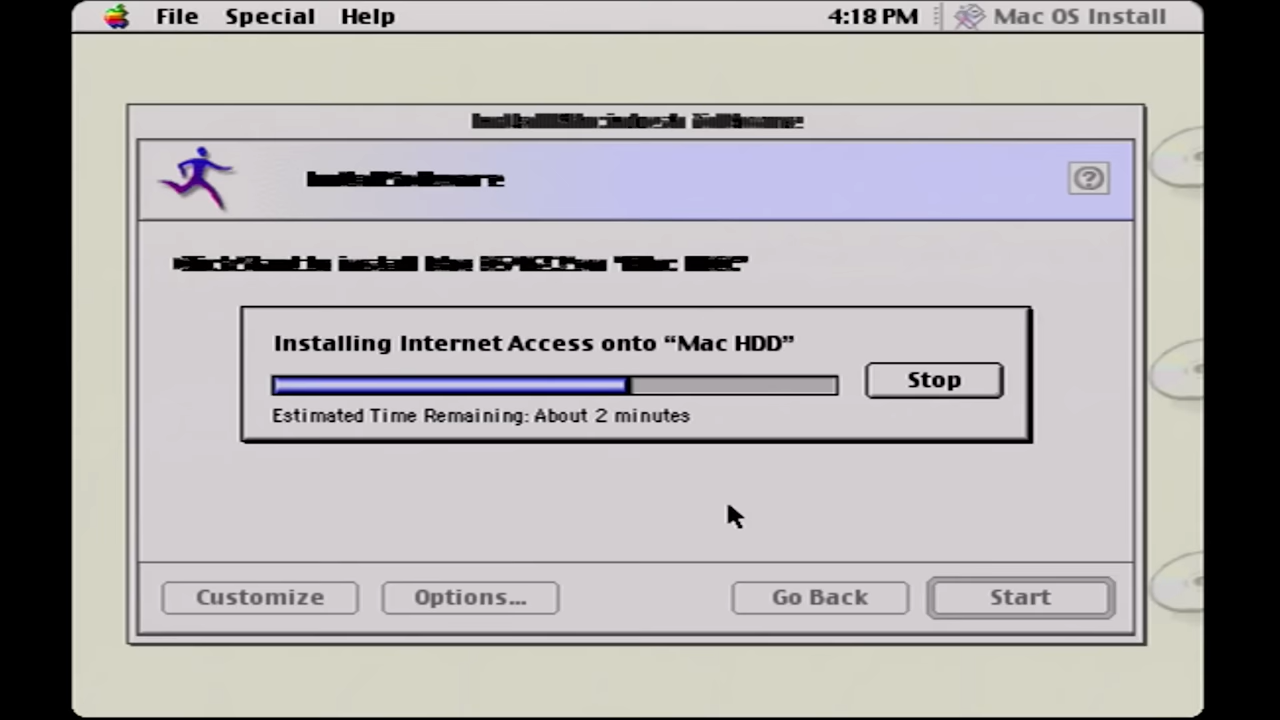 File Special Help 4:18 PM Mac OS Install
Installing Internet Access onto “Mac HDD”
Stop
Estimated Time Remaining: About 2 minutes
Customize Options... Go Back Start